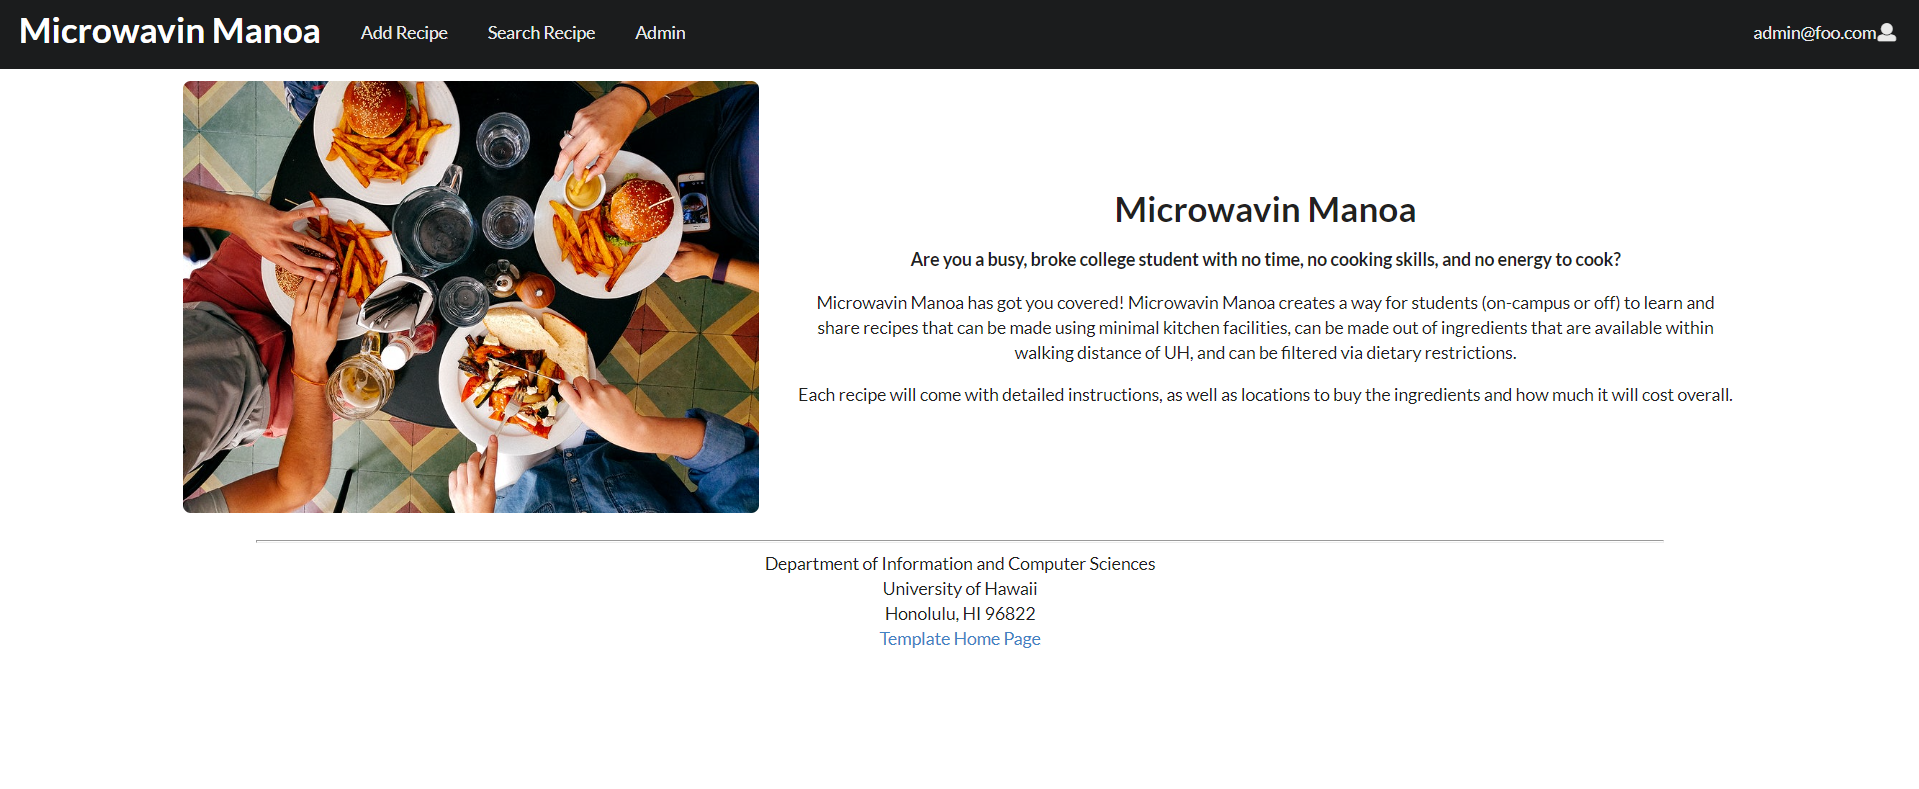 Microwavin Manoa Add Recipe Search Recipe Admin admin@foo.com
Microwavin Manoa
Are you a busy, broke college student with no time, no cooking skills, and no energy to cook?
Microwavin Manoa has got you covered! Microwavin Manoa creates a way for students (on-campus or off) to learn and
share recipes that can be made using minimal kitchen facilities, can be made out of ingredients that are available within
walking distance of UH, and can be filtered via dietary restrictions.
Each recipe will come with detailed instructions, as well as locations to buy the ingredients and how much it will cost overall.
Department of Information and Computer Sciences
University of Hawaii
Honolulu, HI 96822
Template Home Page